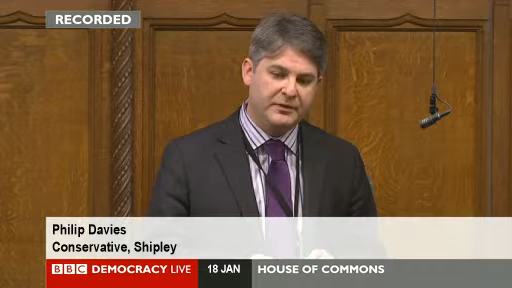 RECORDED
Philip Davies
Conservative, Shipley
BBC DEMOCRACY LIVE 18 JAN HOUSE OF COMMONS